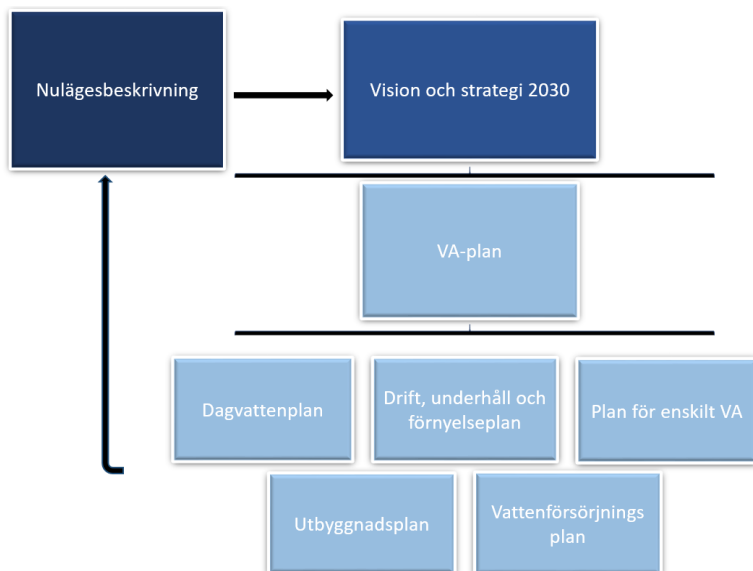 Nulägesbeskrivning
Vision och strategi 2030
VA-plan
Dagvattenplan
Drift, underhåll och
förnyelseplan
Plan för enskilt VA
Utbyggnadsplan
Vattenförsörjnings
plan